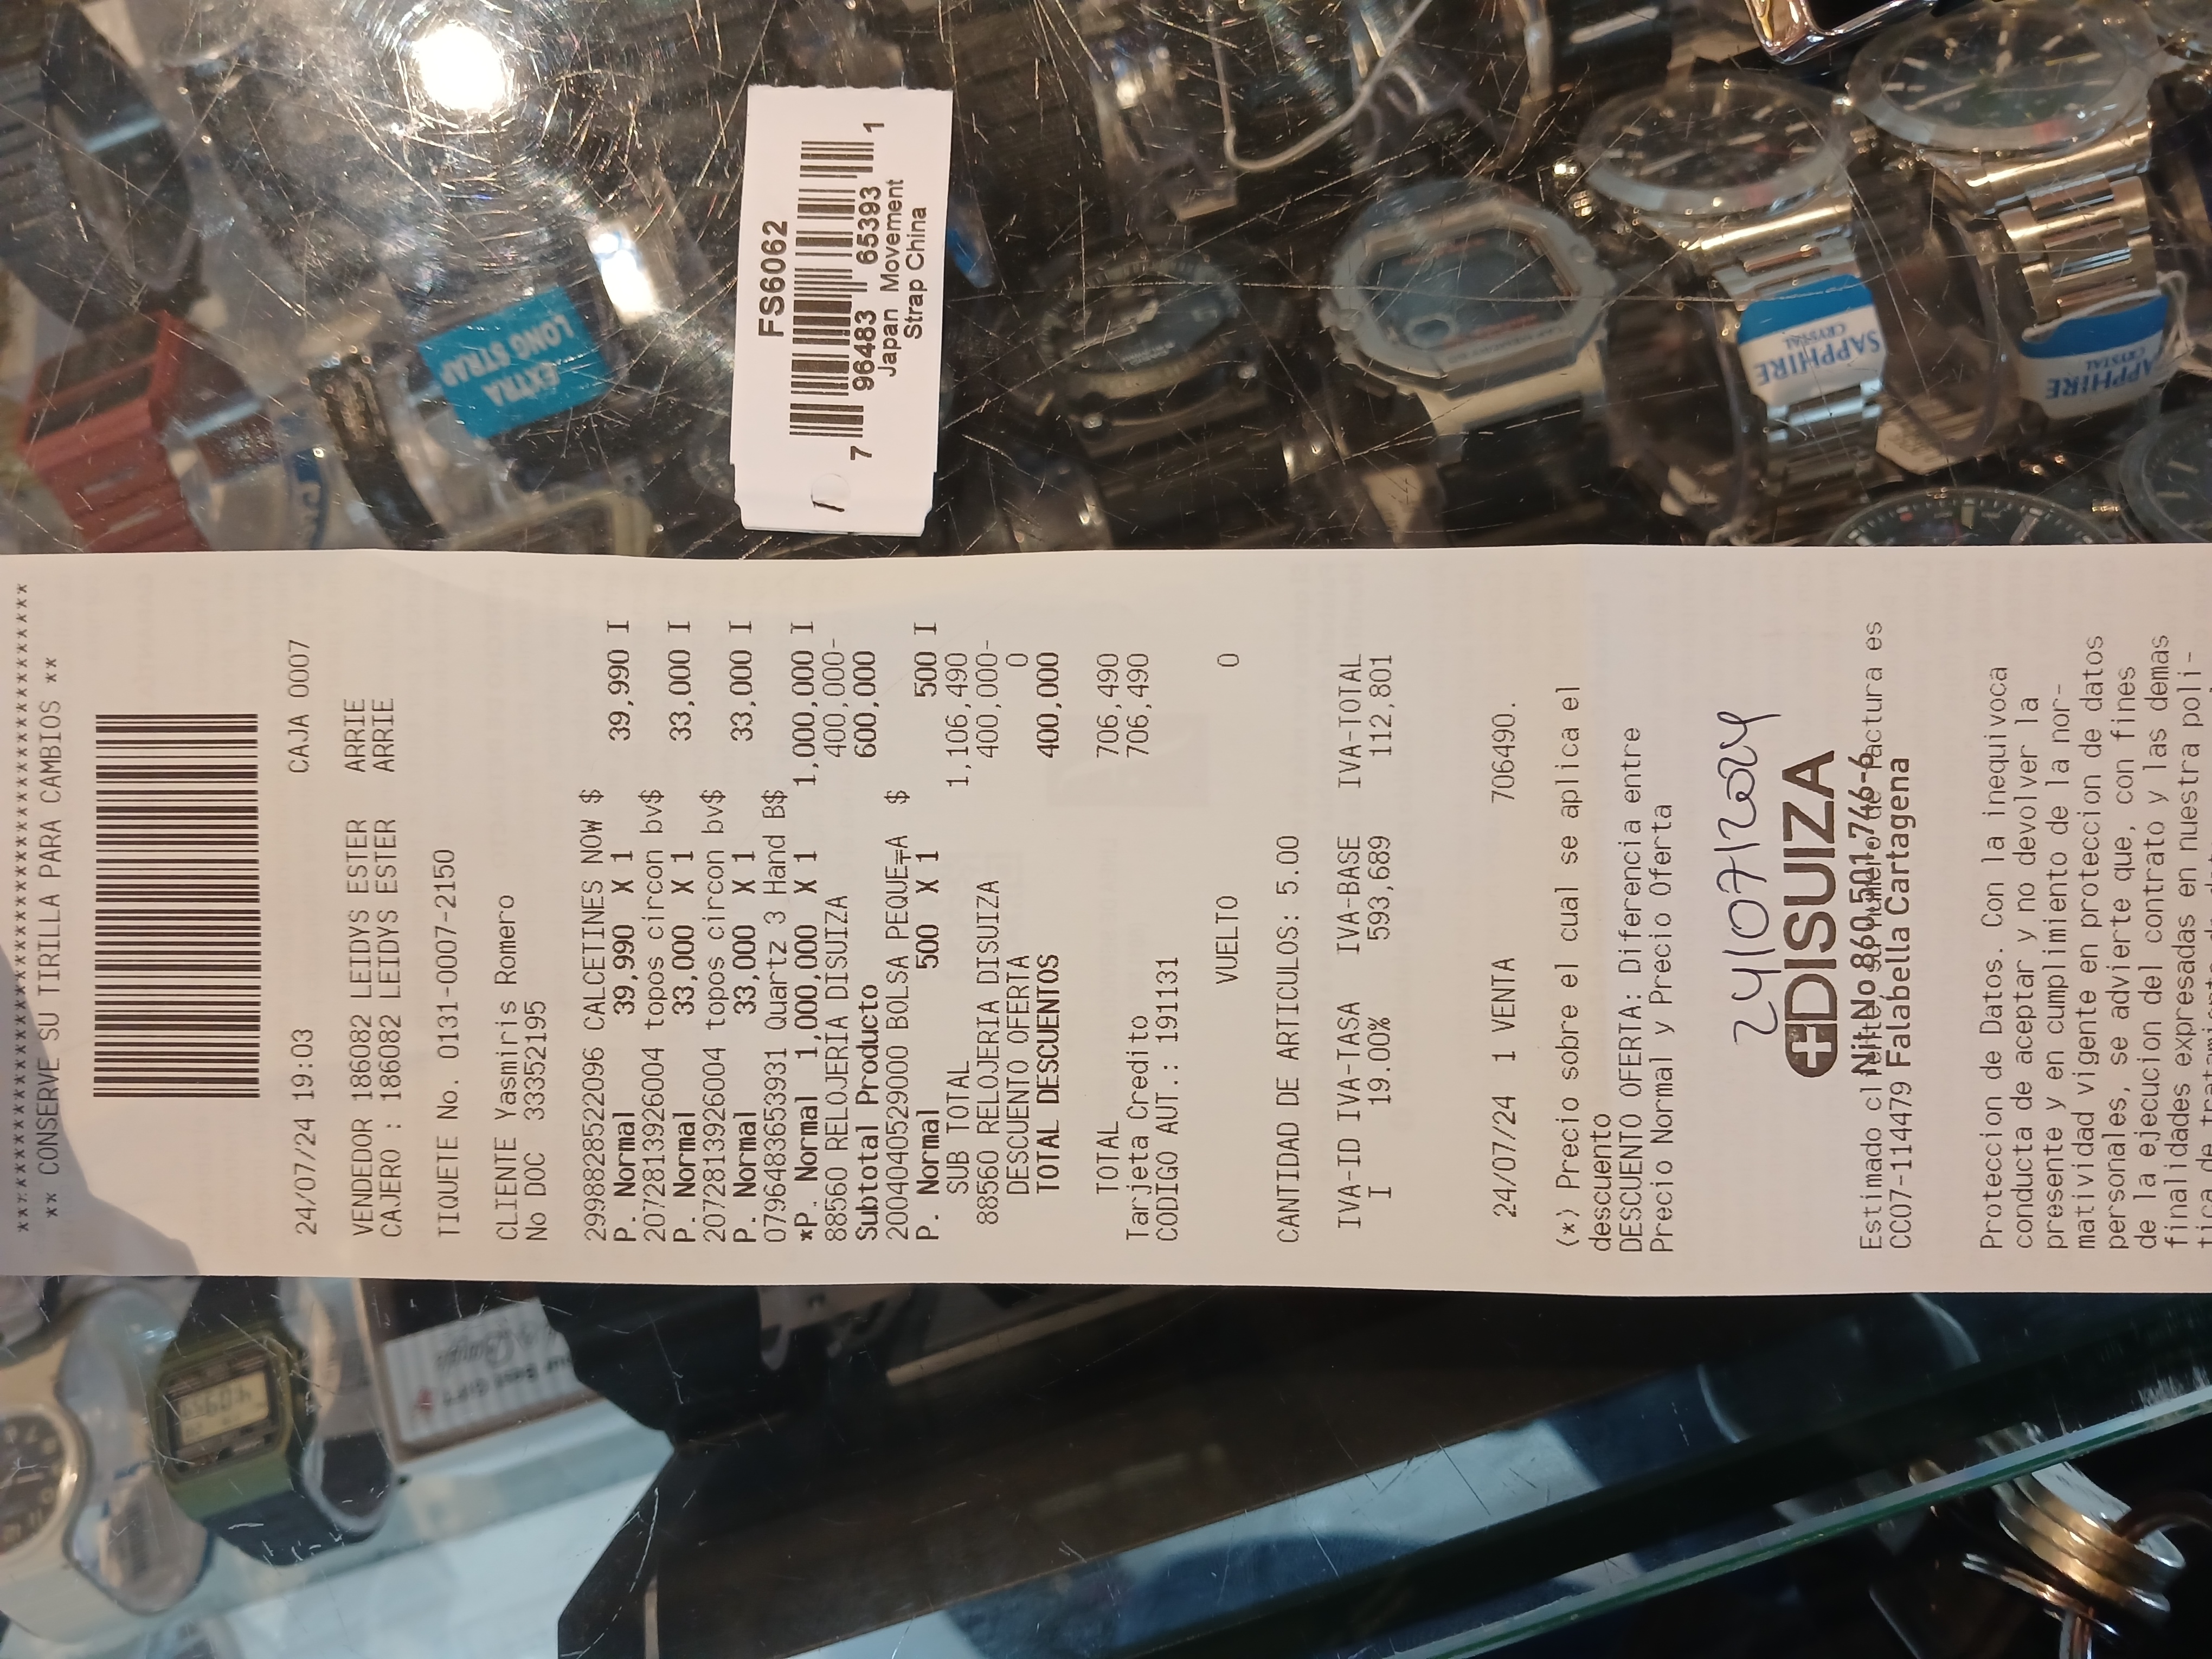 FS6062
7 96483 65393 1
Japan Movement
Strap China
EXTRA
LONG STRAP
SAPPHIRE
CRYSTAL
SAPPHIRE
CRYSTAL
*****************************************
** CONSERVE SU TIRILLA PARA CAMBIOS **
24/07/24 19:03 CAJA 0007
VENDEDOR 186082 LEIDYS ESTER ARRIE
CAJERO : 186082 LEIDYS ESTER ARRIE
TIQUETE No. 0131-0007-2150
CLIENTE Yasmiris Romero
No DOC 33352195
2998828522096 CALCETINES NOW $
P. Normal 39,990 X 1 39,990 I
2072813926004 topos circon bv$
P. Normal 33,000 X 1 33,000 I
2072813926004 topos circon bv$
P. Normal 33,000 X 1 33,000 I
0796483653931 Quartz 3 Hand B$
*P. Normal 1,000,000 X 1 1,000,000 I
88560 RELOJERIA DISUIZA 400,000-
Subtotal Producto 600,000
2004040529000 BOLSA PEQUE╤A $
P. Normal 500 X 1 500 I
SUB TOTAL 1,106,490
88560 RELOJERIA DISUIZA 400,000-
DESCUENTO OFERTA 0
TOTAL DESCUENTOS 400,000
TOTAL 706,490
Tarjeta Credito 706,490
CODIGO AUT.: 191131
VUELTO 0
CANTIDAD DE ARTICULOS: 5.00
IVA-ID IVA-TASA IVA-BASE IVA-TOTAL
I 19.00% 593,689 112,801
24/07/24 1 VENTA 706490.
(*) Precio sobre el cual se aplica el
descuento
DESCUENTO OFERTA: Diferencia entre
Precio Normal y Precio Oferta
24/07/2024
DISUIZA
Nit No 860.501.746-6
Falabella Cartagena
Estimado cliente su numero de factura es
CC07-114479
Proteccion de Datos. Con la inequivoca
conducta de aceptar y no devolver la
presente y en cumplimiento de la nor-
matividad vigente en proteccion de datos
personales, se advierte que, con fines
de la ejecucion del contrato y las demas
finalidades expresadas en nuestra poli-